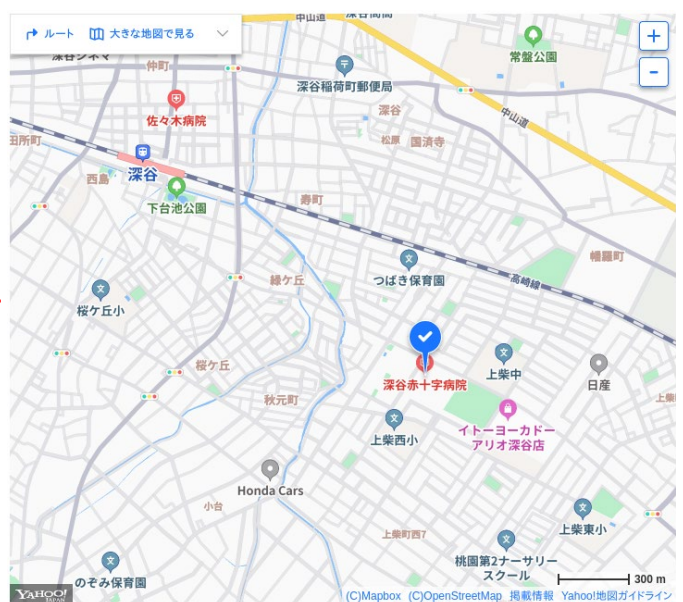 ルート 大きな地図で見る
中山道
常盤公園
仲町
深谷稲荷町郵便局
佐々木病院
深谷
松原 国済寺
中山道
田所町
深谷
西島
下台池公園
寿町
幡羅町
緑ケ丘
つばき保育園
高崎線
桜ケ丘小
桜ケ丘
深谷赤十字病院
上柴中
日産
秋元町
上柴西小
イトーヨーカドー
アリオ深谷店
Honda Cars
小台
上柴町西7
上柴東小
桃園第2ナーサリー
スクール
のぞみ保育園
300 m
YAHOO!
JAPAN
(C)Mapbox (C)OpenStreetMap 掲載情報 Yahoo!地図ガイドライン